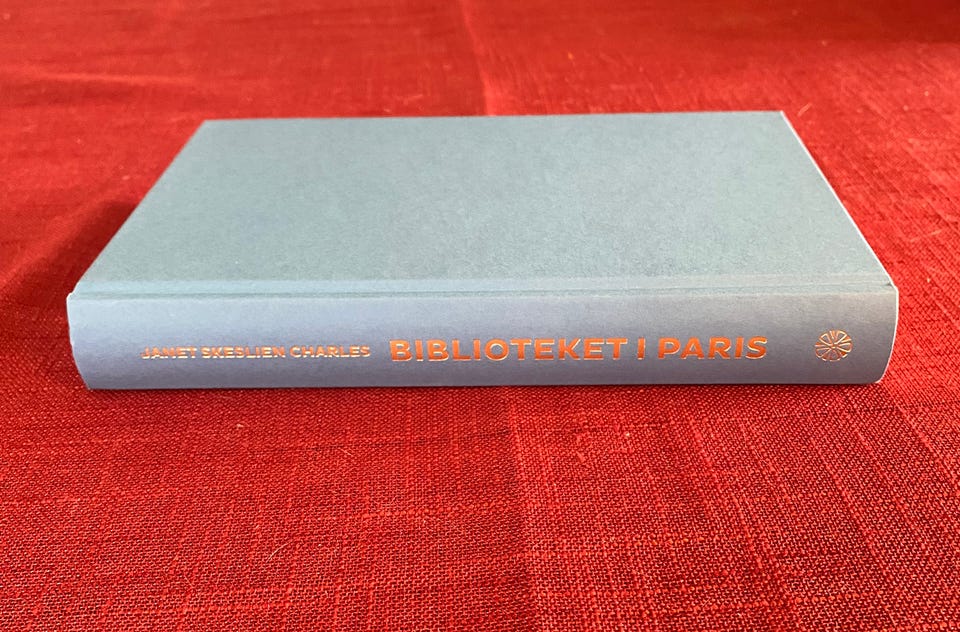 JANET SKESLIEN CHARLES BIBLIOTEKET I PARIS